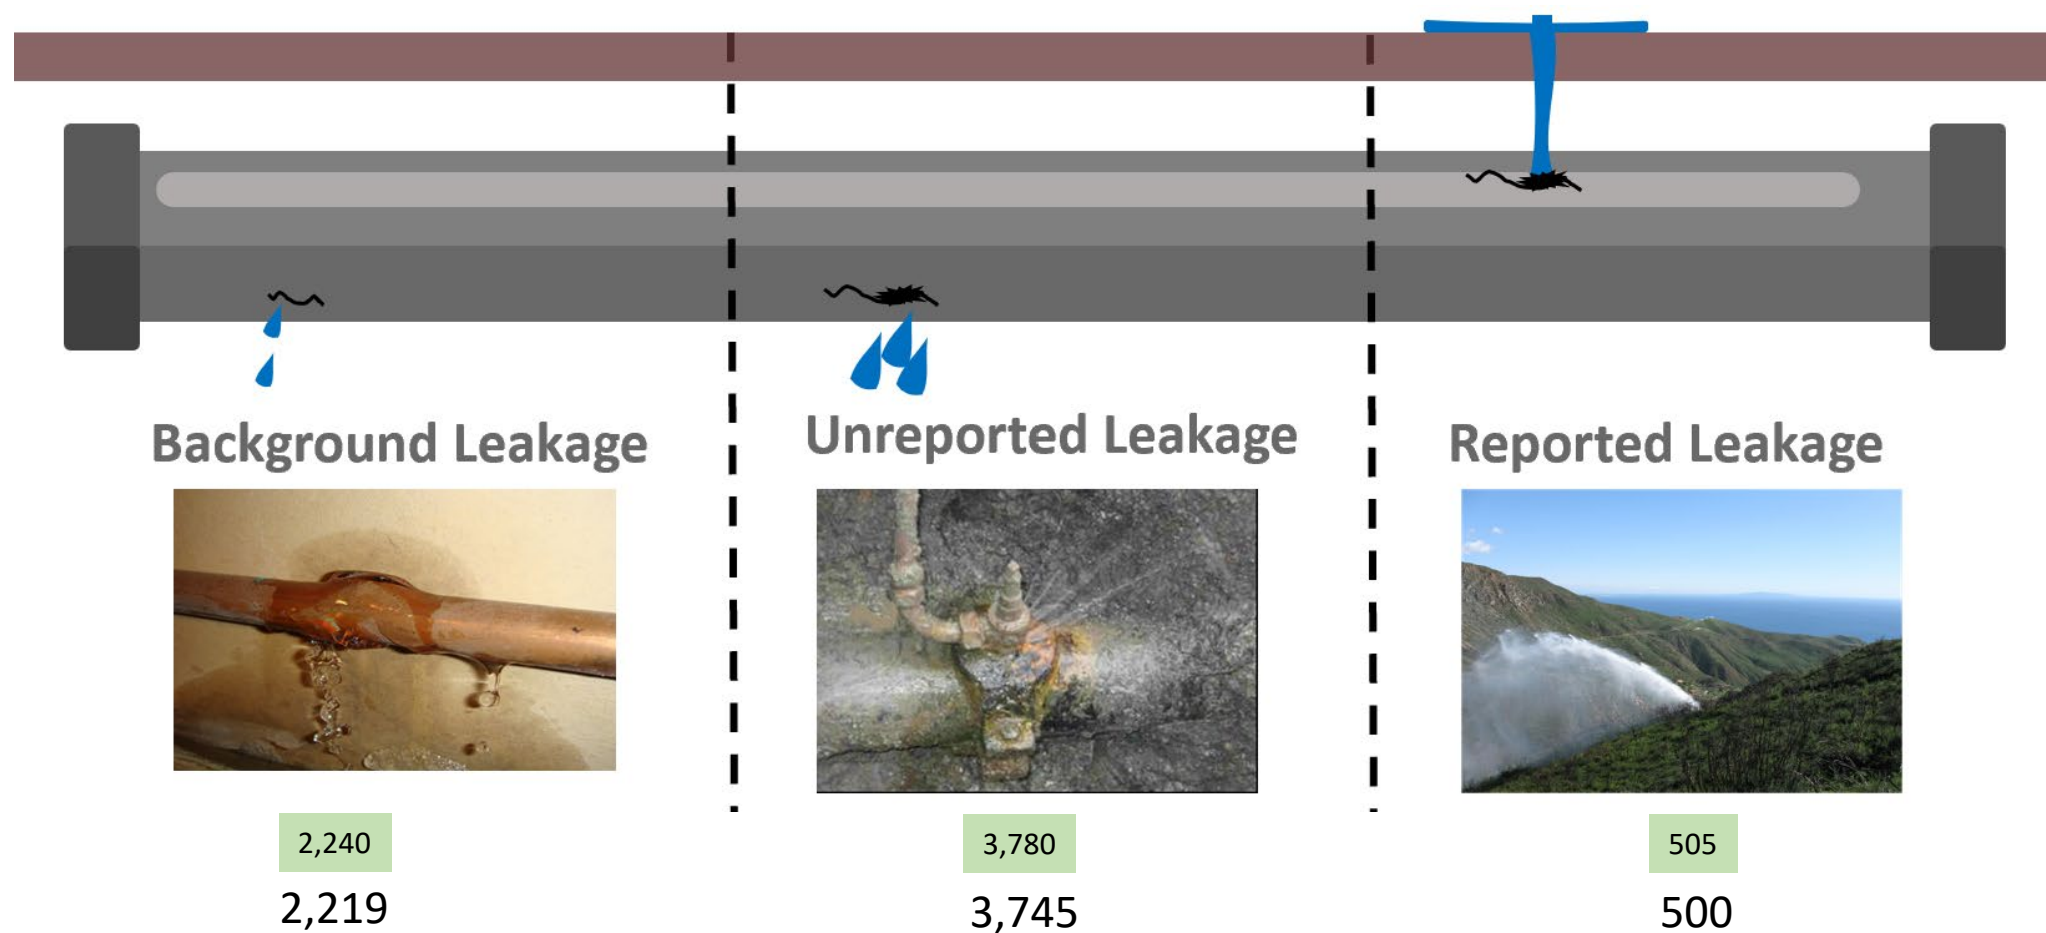 Background Leakage
Unreported Leakage
Reported Leakage
2,240
3,780
505
2,219
3,745
500